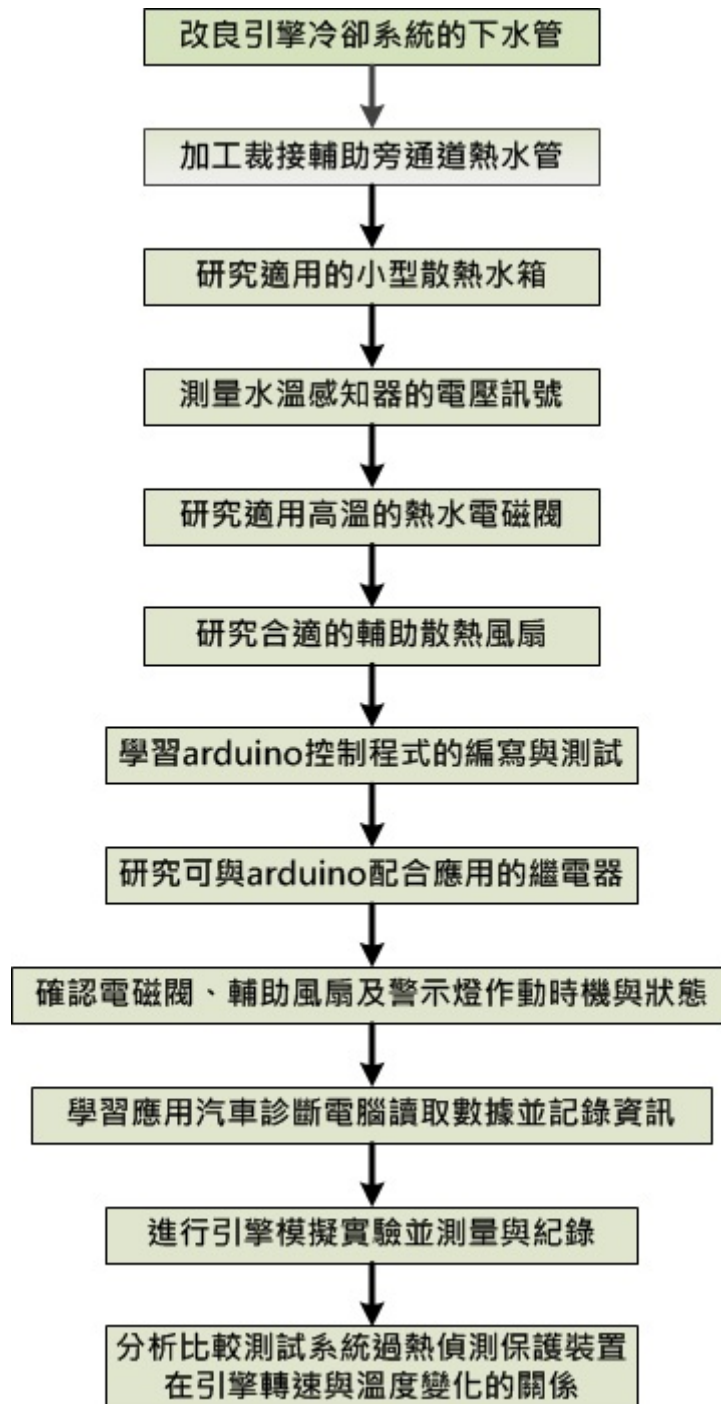 改良引擎冷卻系統的下水管
加工裁接輔助旁通道熱水管
研究適用的小型散熱水箱
測量水溫感知器的電壓訊號
研究適用高溫的熱水電磁閥
研究合適的輔助散熱風扇
學習arduino控制程式的編寫與測試
研究可與arduino配合應用的繼電器
確認電磁閥、輔助風扇及警示燈作動時機與狀態
學習應用汽車診斷電腦讀取數據並記錄資訊
進行引擎模擬實驗並測量與紀錄
分析比較測試系統過熱偵測保護裝置
在引擎轉速與溫度變化的關係